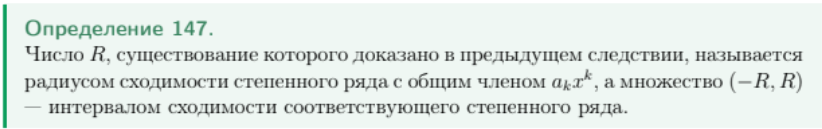 Определение 147.
Число R, существование которого доказано в предыдущем следствии, называется
радиусом сходимости степенного ряда с общим членом aₖxᵏ, а множество (−R, R)
— интервалом сходимости соответствующего степенного ряда.